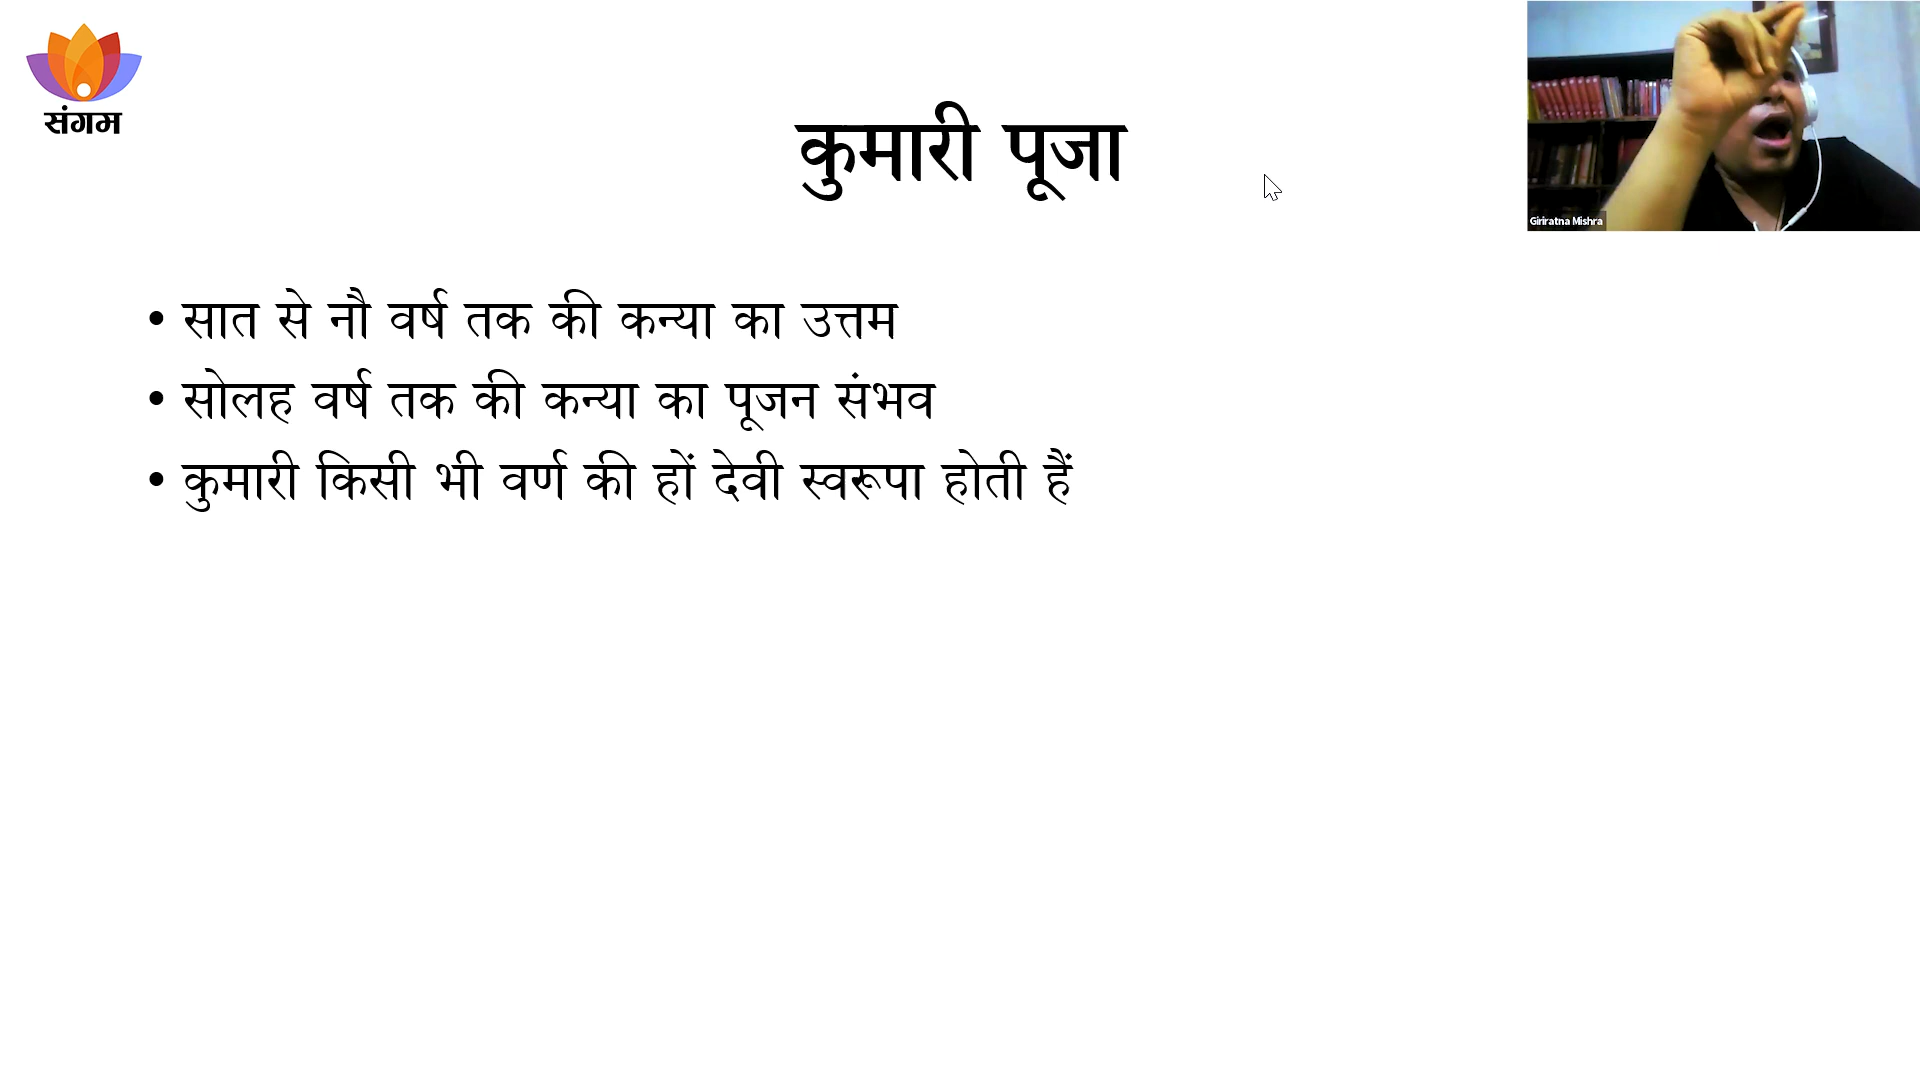 संगम
कुमारी पूजा
Giriratna Mishra
• सात से नौ वर्ष तक की कन्या का उत्तम
• सोलह वर्ष तक की कन्या का पूजन संभव
• कुमारी किसी भी वर्ण की हों देवी स्वरूपा होती हैं